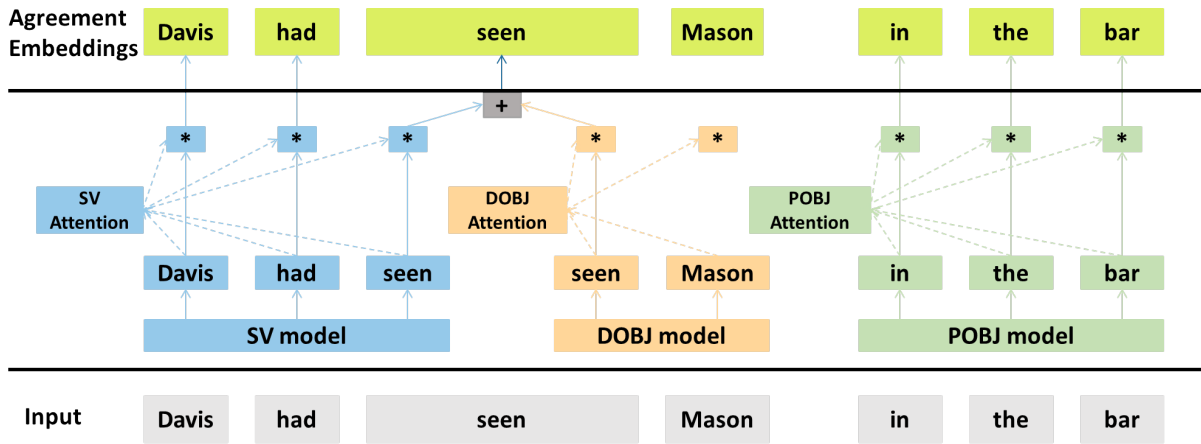 Agreement Embeddings Davis had seen Mason in the bar
+
* * * * * * * *
SV Attention DOBJ Attention POBJ Attention
Davis had seen seen Mason in the bar
SV model DOBJ model POBJ model
Input Davis had seen Mason in the bar